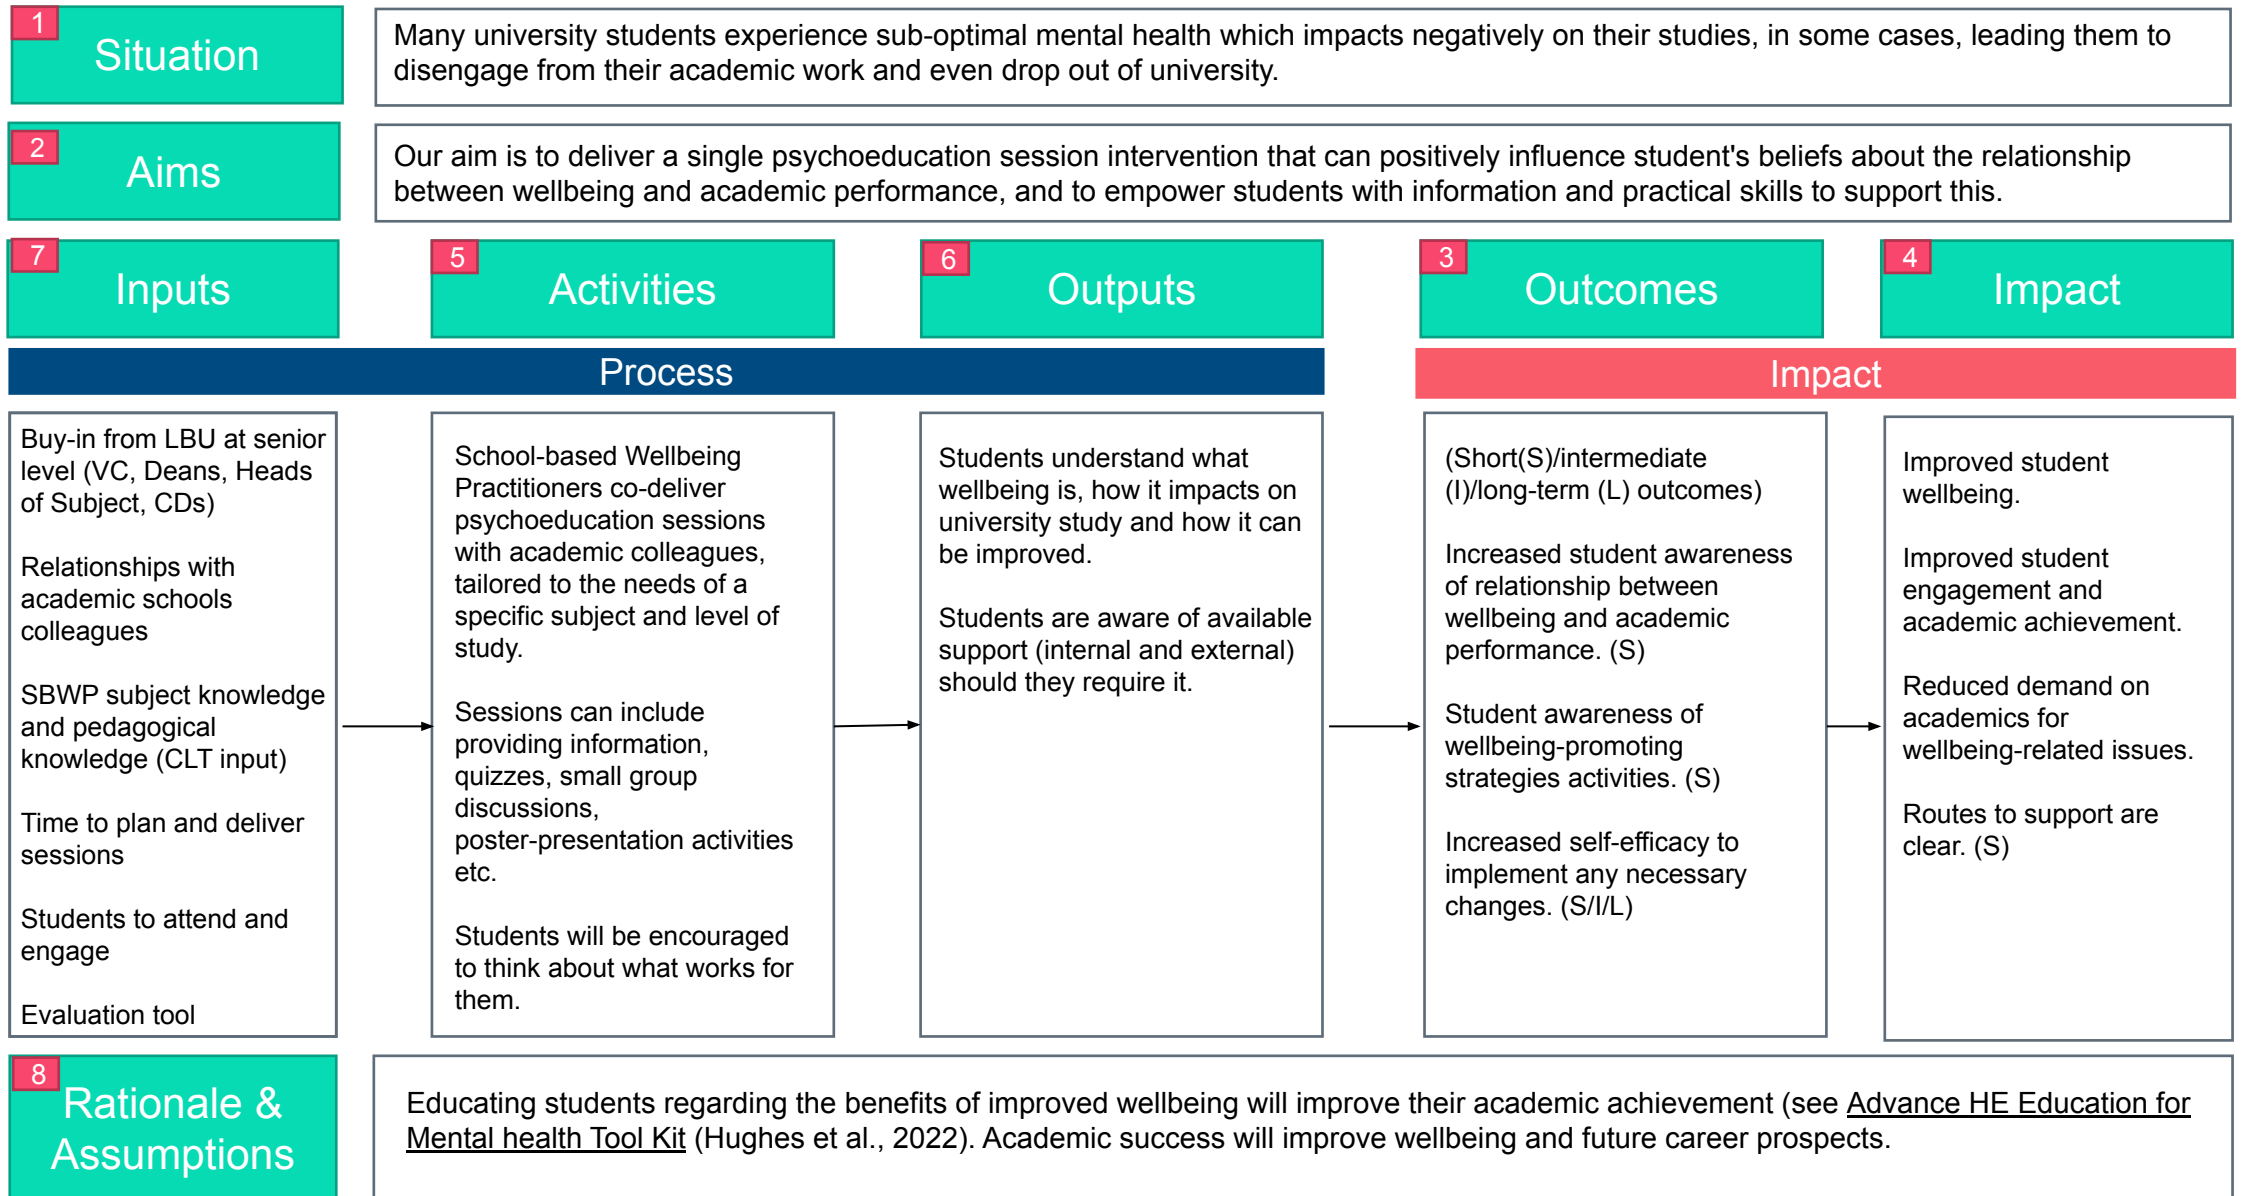 1
Situation
Many university students experience sub-optimal mental health which impacts negatively on their studies, in some cases, leading them to
disengage from their academic work and even drop out of university.
2
Aims
Our aim is to deliver a single psychoeducation session intervention that can positively influence student's beliefs about the relationship
between wellbeing and academic performance, and to empower students with information and practical skills to support this.
7
Inputs
5
Activities
6
Outputs
3
Outcomes
4
Impact
Process
Impact
Buy-in from LBU at senior
level (VC, Deans, Heads
of Subject, CDs)
Relationships with
academic schools
colleagues
SBWP subject knowledge
and pedagogical
knowledge (CLT input)
Time to plan and deliver
sessions
Students to attend and
engage
Evaluation tool
School-based Wellbeing
Practitioners co-deliver
psychoeducation sessions
with academic colleagues,
tailored to the needs of a
specific subject and level of
study.
Sessions can include
providing information,
quizzes, small group
discussions,
poster-presentation activities
etc.
Students will be encouraged
to think about what works for
them.
Students understand what
wellbeing is, how it impacts on
university study and how it can
be improved.
Students are aware of available
support (internal and external)
should they require it.
(Short(S)/intermediate
(I)/long-term (L) outcomes)
Increased student awareness
of relationship between
wellbeing and academic
performance. (S)
Student awareness of
wellbeing-promoting
strategies activities. (S)
Increased self-efficacy to
implement any necessary
changes. (S/I/L)
Improved student
wellbeing.
Improved student
engagement and
academic achievement.
Reduced demand on
academics for
wellbeing-related issues.
Routes to support are
clear. (S)
8
Rationale &
Assumptions
Educating students regarding the benefits of improved wellbeing will improve their academic achievement (see Advance HE Education for
Mental health Tool Kit (Hughes et al., 2022). Academic success will improve wellbeing and future career prospects.